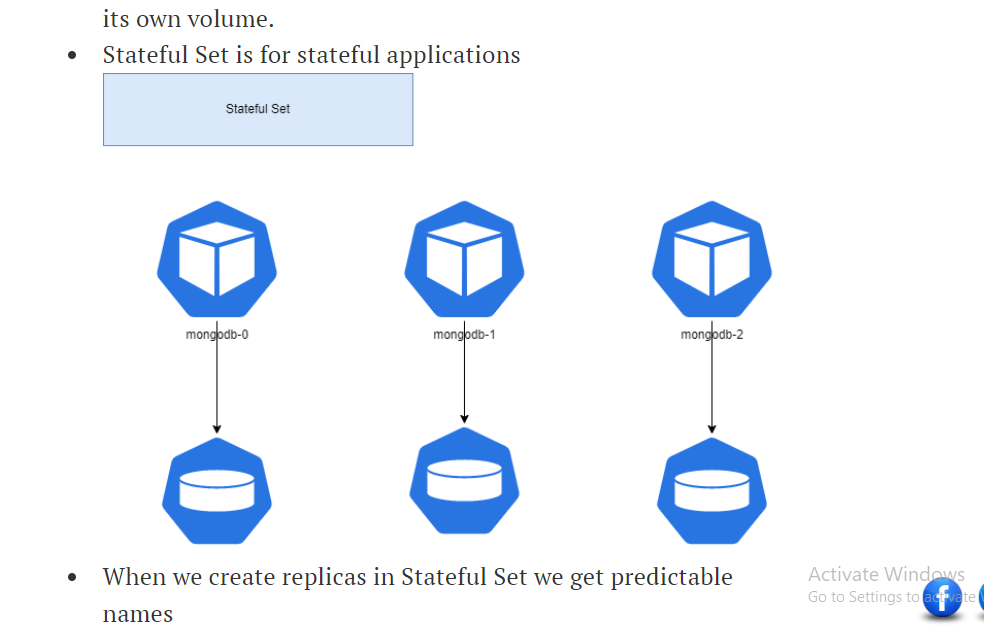 its own volume.
Stateful Set is for stateful applications
Stateful Set
mongodb-0
mongodb-1
mongodb-2
When we create replicas in Stateful Set we get predictable
names
Activate Windows
Go to Settings to activate